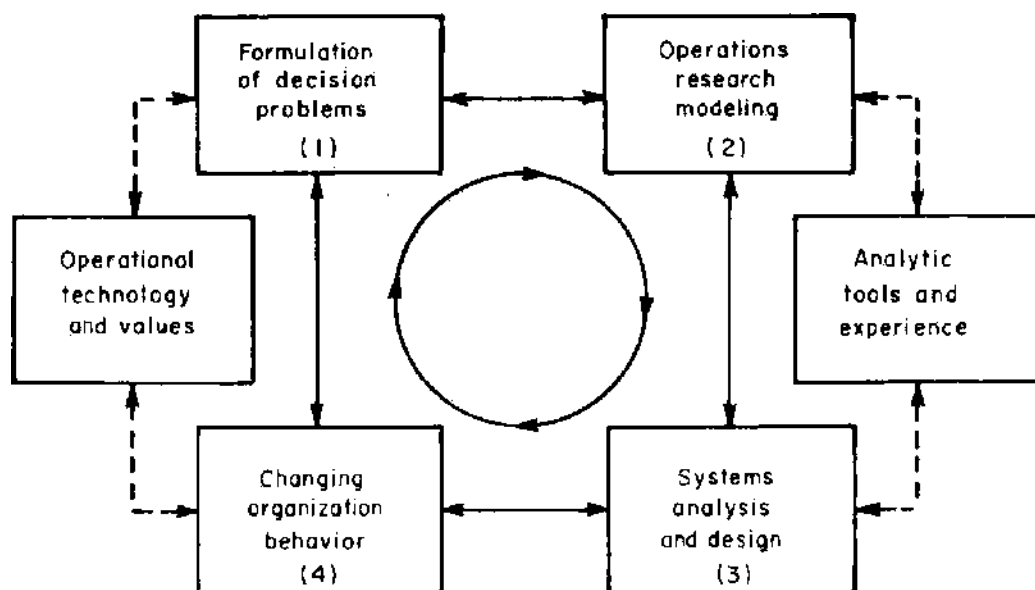 Formulation
of decision
problems
(1)
Operations
research
modeling
(2)
Operational
technology
and values
Analytic
tools and
experience
Changing
organization
behavior
(4)
Systems
analysis
and design
(3)